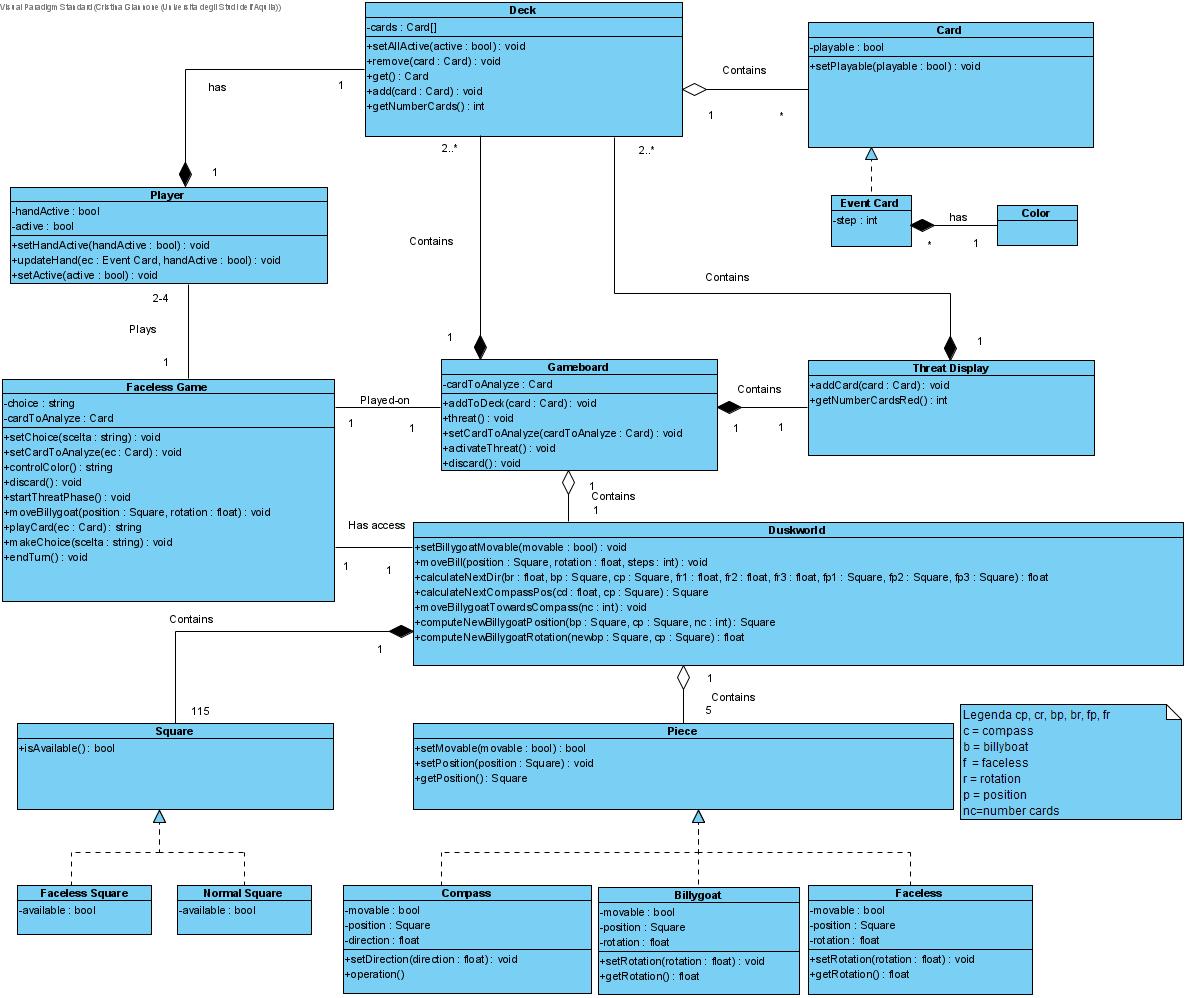 Visual Paradigm Standard (Cristina Giannone (Universita degli Studi dell'Aquila))
Deck
-cards : Card[]
+setAllActive(active : bool) : void
+remove(card : Card) : void
+get() : Card
+add(card : Card) : void
+getNumberCards() : int
Card
-playable : bool
+setPlayable(playable : bool) : void
Contains
1
*
has
1
1
2..*
2..*
Player
-handActive : bool
-active : bool
+setHandActive(handActive : bool) : void
+updateHand(ec : Event Card, handActive : bool) : void
+setActive(active : bool) : void
Event Card
-step : int
has
*
1
Color
Contains
Contains
2-4
Plays
1
1
1
Faceless Game
-choice : string
-cardToAnalyze : Card
+setChoice(scelta : string) : void
+setCardToAnalyze(ec : Card) : void
+controlColor() : string
+discard() : void
+startThreatPhase() : void
+moveBillygoat(position : Square, rotation : float) : void
+playCard(ec : Card) : string
+makeChoice(scelta : string) : void
+endTurn() : void
Played-on
1
1
Gameboard
-cardToAnalyze : Card
+addToDeck(card : Card) : void
+threat() : void
+setCardToAnalyze(cardToAnalyze : Card) : void
+activateThreat() : void
+discard() : void
Contains
1
1
Threat Display
+addCard(card : Card) : void
+getNumberCardsRed() : int
1
Contains
1
Has access
1
1
Duskworld
+setBillygoatMovable(movable : bool) : void
+moveBill(position : Square, rotation : float, steps : int) : void
+calculateNextDir(br : float, bp : Square, cp : Square, fr1 : float, fr2 : float, fr3 : float, fp1 : Square, fp2 : Square, fp3 : Square) : float
+calculateNextCompassPos(cd : float, cp : Square) : Square
+moveBillygoatTowardsCompass(nc : int) : void
+computeNewBillygoatPosition(bp : Square, cp : Square, nc : int) : Square
+computeNewBillygoatRotation(newbp : Square, cp : Square) : float
Contains
1
115
1
Contains
5
Square
+isAvailable() : bool
Piece
+setMovable(movable : bool) : bool
+setPosition(position : Square) : void
+getPosition() : Square
Legenda cp, cr, bp, br, fp, fr
c = compass
b = billyboat
f = faceless
r = rotation
p = position
nc=number cards
Faceless Square
-available : bool
Normal Square
-available : bool
Compass
-movable : bool
-position : Square
-direction : float
+setDirection(direction : float) : void
+operation()
Billygoat
-movable : bool
-position : Square
-rotation : float
+setRotation(rotation : float) : void
+getRotation() : float
Faceless
-movable : bool
-position : Square
-rotation : float
+setRotation(rotation : float) : void
+getRotation() : float